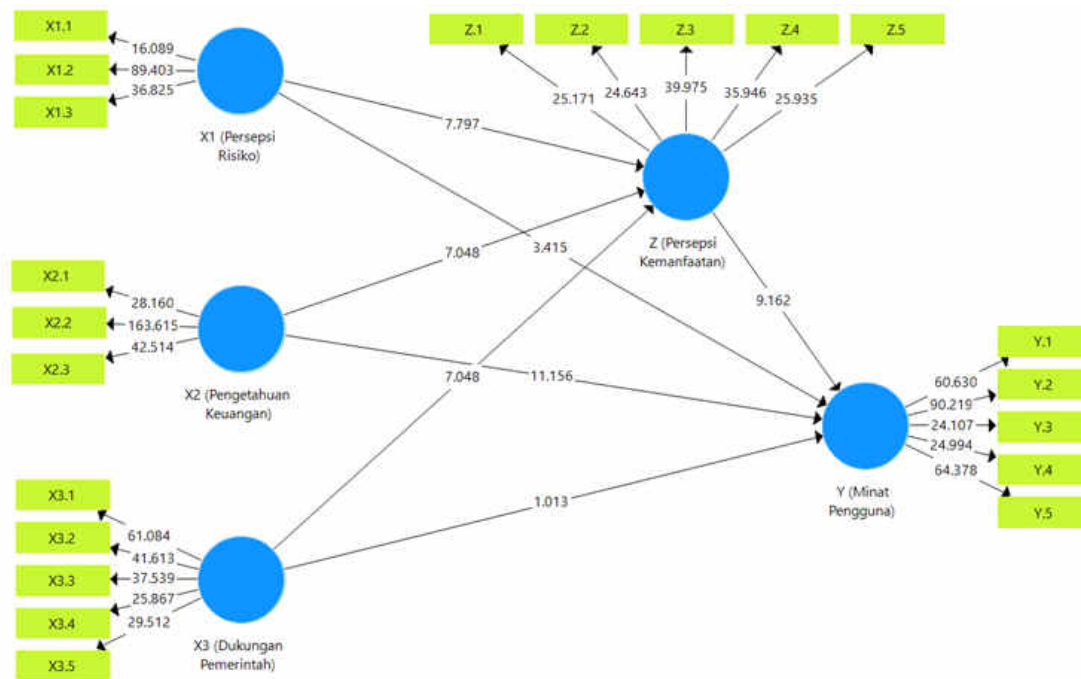 X1.1
X1.2
X1.3
16.089
89.403
36.825
X1 (Persepsi
Risiko)
Z.1
Z.2
Z.3
Z.4
Z.5
25.171
24.643
39.975
35.946
25.935
Z (Persepsi
Kemanfaatan)
7.797
3.415
7.048
9.162
X2.1
X2.2
X2.3
28.160
163.615
42.514
X2 (Pengetahuan
Keuangan)
7.048
11.156
Y.1
Y.2
Y.3
Y.4
Y.5
60.630
90.219
24.107
24.994
64.378
Y (Minat
Pengguna)
1.013
X3.1
X3.2
X3.3
X3.4
X3.5
61.084
41.613
37.539
25.867
29.512
X3 (Dukungan
Pemerintah)